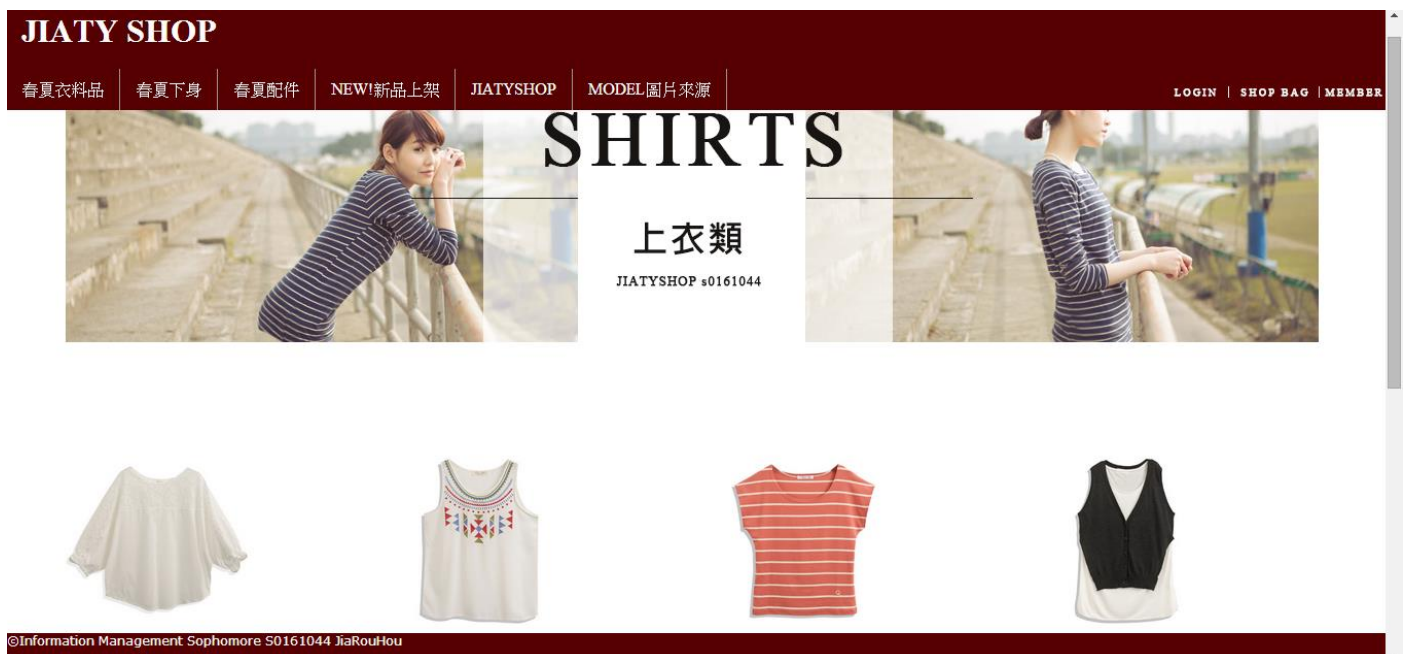 JIATY SHOP
春夏衣料品 春夏下身 春夏配件 NEW!新品上架 JIATYSHOP MODEL圖片來源
LOGIN | SHOP BAG |MEMBER
SHIRTS
上衣類
JIATYSHOP s0161044
©Information Management Sophomore S0161044 JiaRouHou